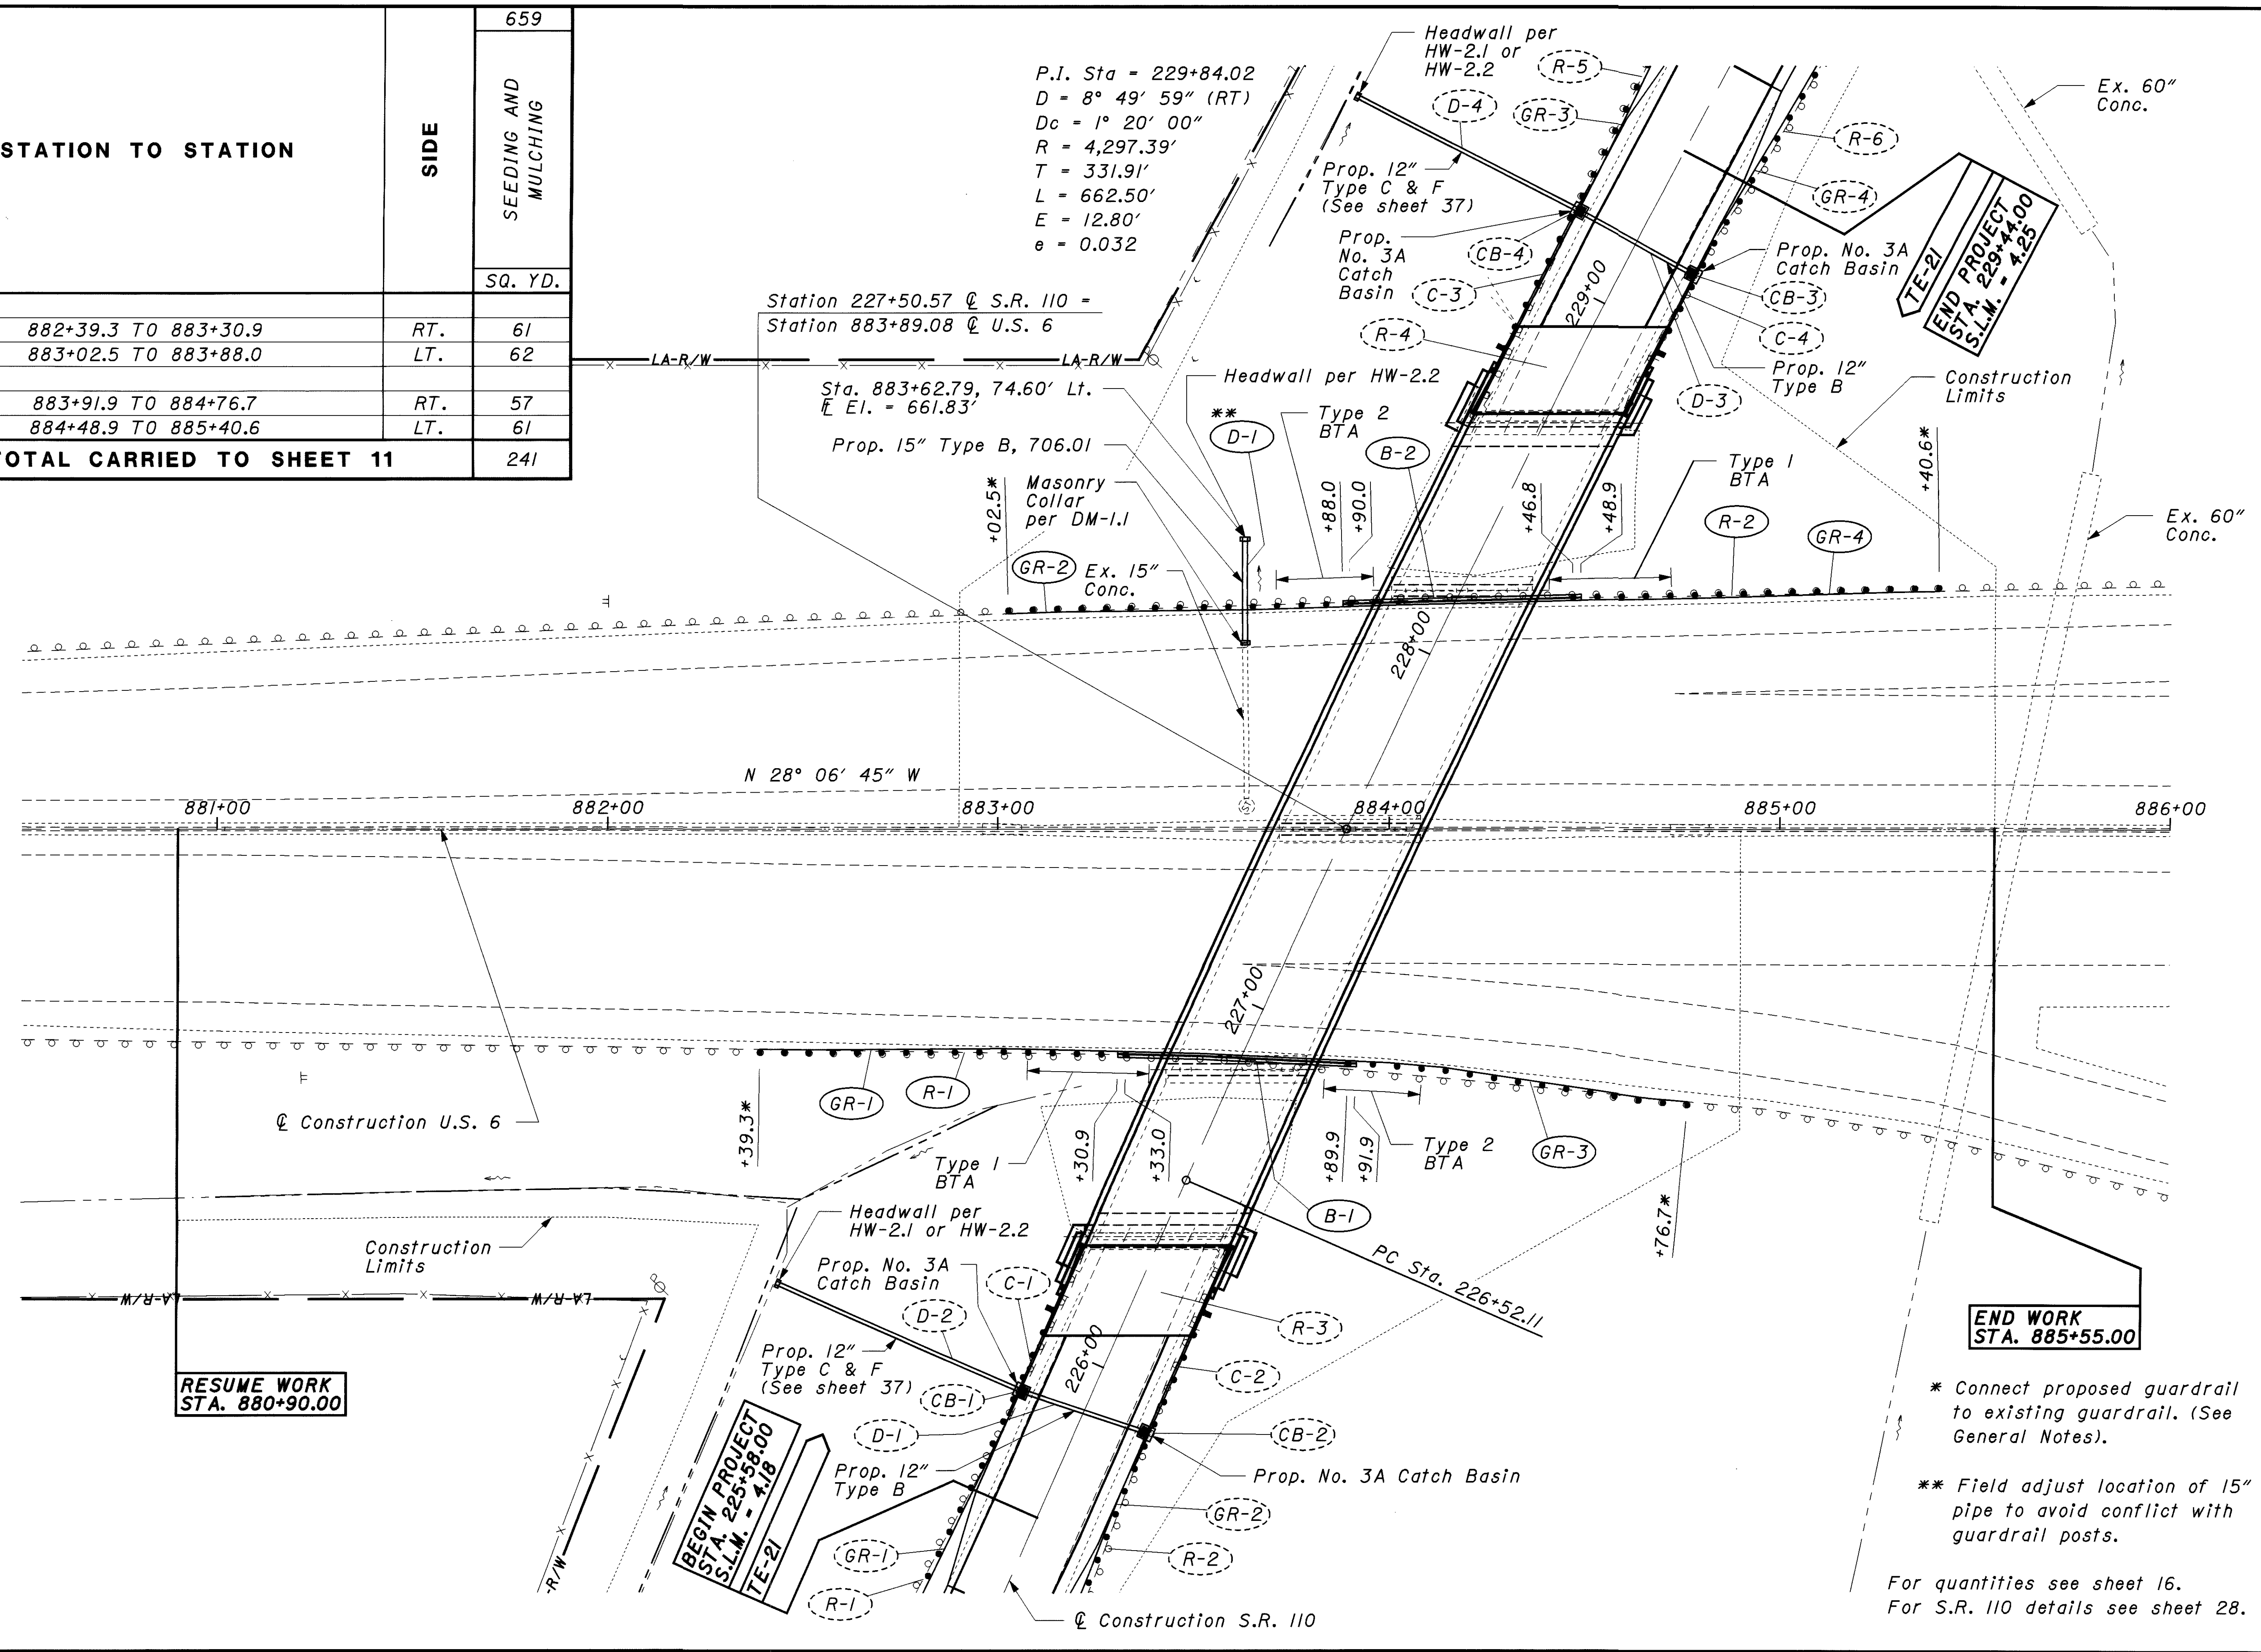 659
STATION TO STATION
SIDE
SEEDING AND
MULCHING
SQ. YD.
882+39.3 TO 883+30.9 RT. 61
883+02.5 TO 883+88.0 LT. 62
883+91.9 TO 884+76.7 RT. 57
884+48.9 TO 885+40.6 LT. 61
TOTAL CARRIED TO SHEET 11 241
P.I. Sta = 229+84.02
D = 8° 49' 59" (RT)
Dc = 1° 20' 00"
R = 4,297.39'
T = 331.91'
L = 662.50'
E = 12.80'
e = 0.032
Headwall per
HW-2.1 or
HW-2.2
R-5
D-4
GR-3
Prop. 12"
Type C & F
(See sheet 37)
Prop.
No. 3A
Catch
Basin
CB-4
C-3
R-4
229+00
Ex. 60"
Conc.
R-6
GR-4
Prop. No. 3A
Catch Basin
CB-3
C-4
Prop. 12"
Type B
D-3
TE-21
END PROJECT
STA. 229+44.00
S.L.M. = 4.25
Construction
Limits
Station 227+50.57 ℄ S.R. 110 =
Station 883+89.08 ℄ U.S. 6
LA-R/W
LA-R/W
Sta. 883+62.79, 74.60' Lt.
℄ El. = 661.83'
Headwall per HW-2.2
**
D-1
Type 2
BTA
B-2
Prop. 15" Type B, 706.01
Masonry
Collar
per DM-1.1
+02.5*
+88.0
+90.0
+46.8
+48.9
Type 1
BTA
R-2
GR-4
+40.6*
Ex. 60"
Conc.
GR-2
Ex. 15"
Conc.
228+00
N 28° 06' 45" W
ST
881+00
882+00
883+00
884+00
885+00
886+00
227+00
GR-1
R-1
+39.3*
℄ Construction U.S. 6
Type 1
BTA
+30.9
+33.0
+89.9
+91.9
Type 2
BTA
GR-3
B-1
+76.7*
PC Sta. 226+52.11
Headwall per
HW-2.1 or HW-2.2
Construction
Limits
Prop. No. 3A
Catch Basin
C-1
D-2
LA-R/W
LA-R/W
Prop. 12"
Type C & F
(See sheet 37)
226+00
R-3
C-2
CB-1
D-1
CB-2
Prop. 12"
Type B
Prop. No. 3A Catch Basin
GR-2
R-2
GR-1
R-1
-R/W
RESUME WORK
STA. 880+90.00
BEGIN PROJECT
STA. 225+58.00
S.L.M. = 4.18
TE-21
℄ Construction S.R. 110
END WORK
STA. 885+55.00
* Connect proposed guardrail
to existing guardrail. (See
General Notes).
** Field adjust location of 15"
pipe to avoid conflict with
guardrail posts.
For quantities see sheet 16.
For S.R. 110 details see sheet 28.